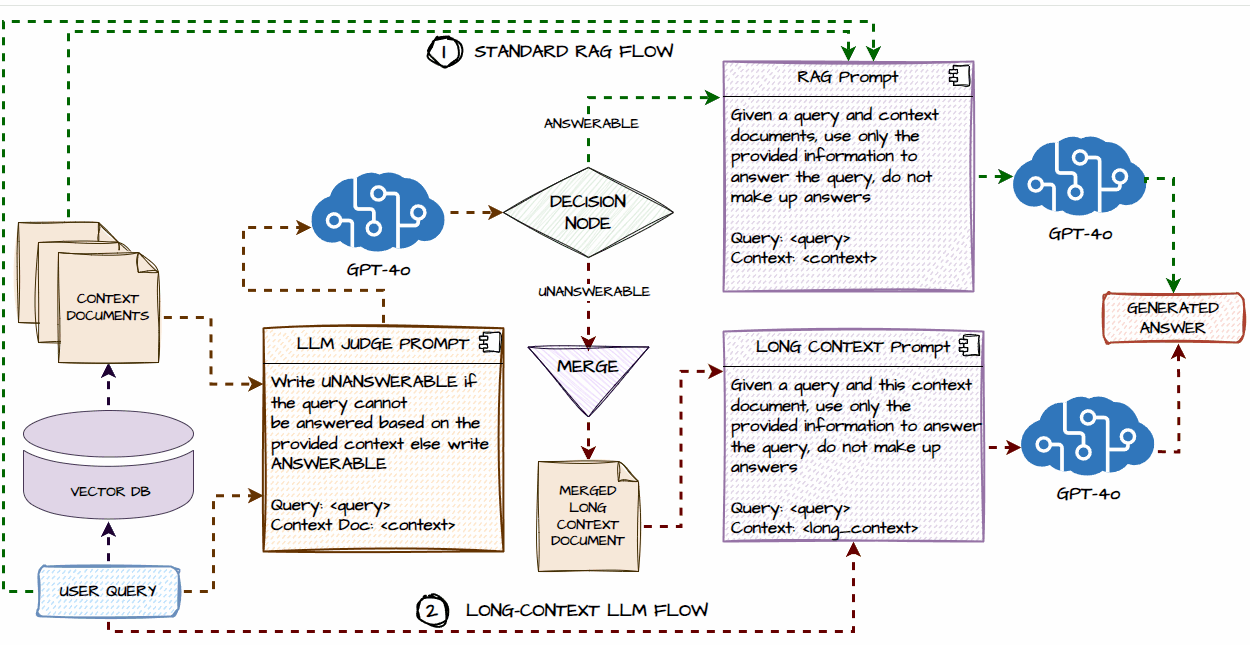 1 STANDARD RAG FLOW
RAG Prompt
Given a query and context
documents, use only the
provided information to
answer the query, do not
make up answers
Query: <query>
Context: <context>
ANSWERABLE
DECISION
NODE
UNANSWERABLE
GPT-4o
GPT-4o
CONTEXT
DOCUMENTS
VECTOR DB
USER QUERY
LLM JUDGE PROMPT
Write UNANSWERABLE if
the query cannot
be answered based on the
provided context else write
ANSWERABLE
Query: <query>
Context Doc: <context>
MERGE
MERGED
LONG
CONTEXT
DOCUMENT
LONG CONTEXT Prompt
Given a query and this context
document, use only the
provided information to answer
the query, do not make up
answers
Query: <query>
Context: <long_context>
GPT-4o
GENERATED
ANSWER
2 LONG-CONTEXT LLM FLOW